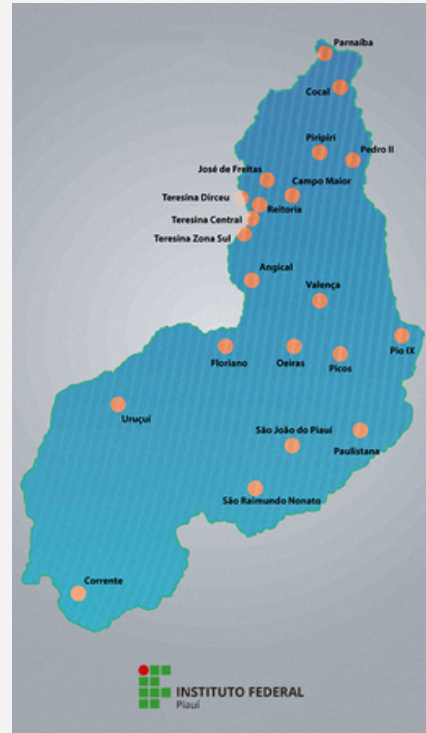 Parnaíba
Cocal
Piripiri
Pedro II
José de Freitas
Campo Maior
Teresina Dirceu
Reitoria
Teresina Central
Teresina Zona Sul
Angical
Valença
Pio IX
Floriano
Oeiras
Picos
Uruçuí
São João do Piauí
Paulistana
São Raimundo Nonato
Corrente
INSTITUTO FEDERAL
Piauí